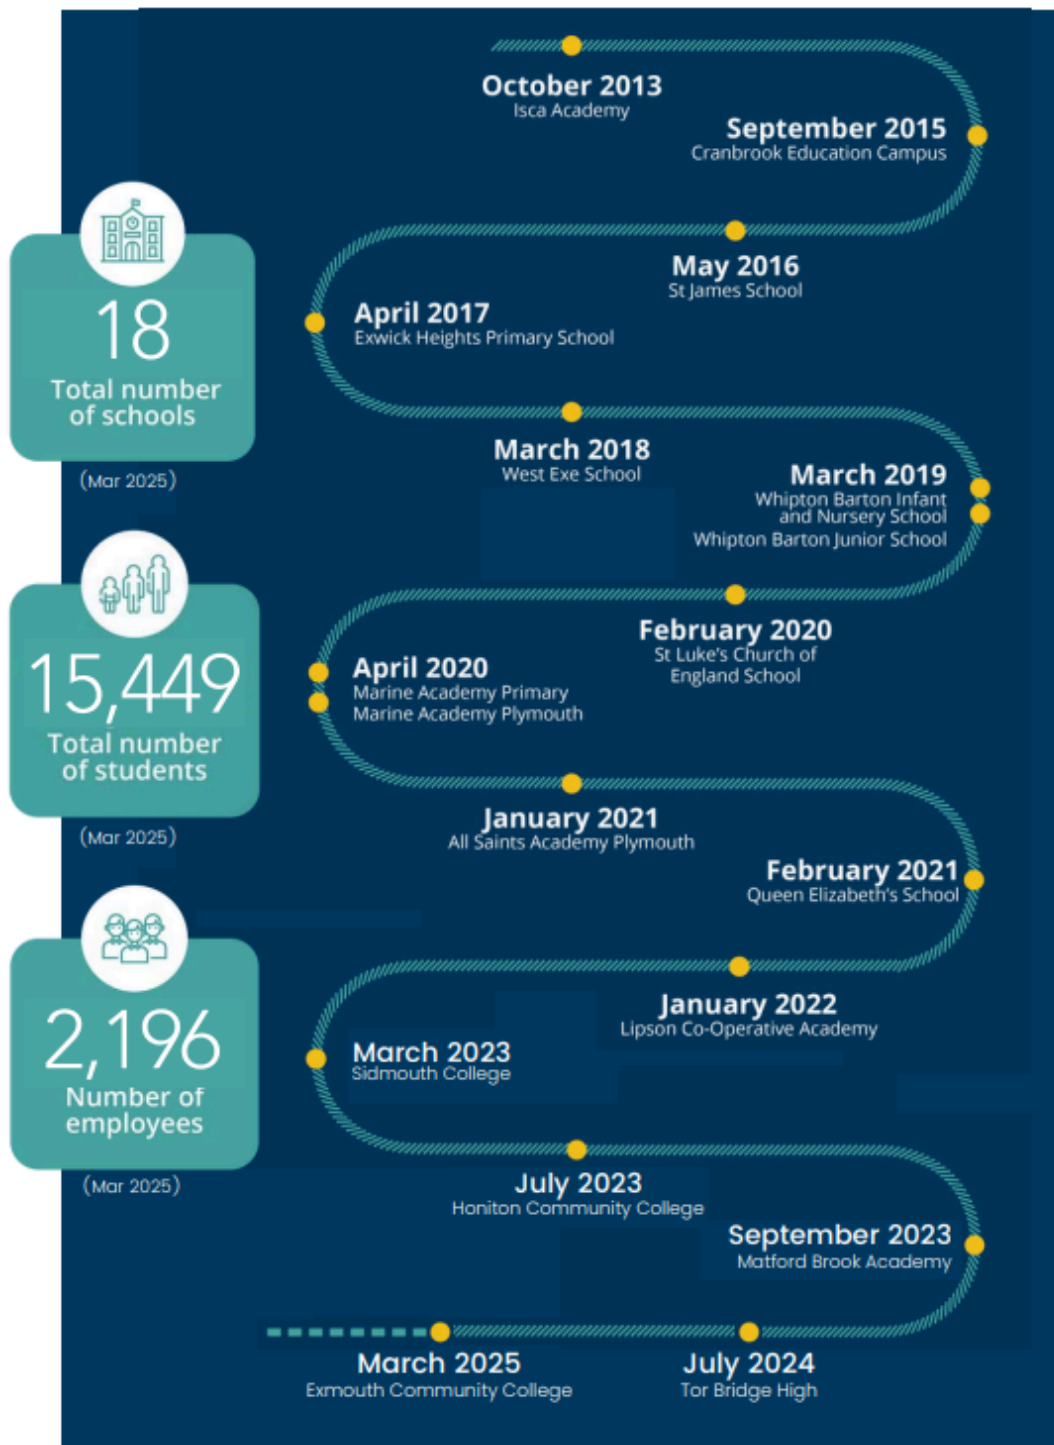 October 2013
Isca Academy
September 2015
Cranbrook Education Campus
May 2016
St James School
April 2017
Exwick Heights Primary School
March 2018
West Exe School
March 2019
Whipton Barton Infant
and Nursery School
Whipton Barton Junior School
February 2020
St Luke's Church of
England School
April 2020
Marine Academy Primary
Marine Academy Plymouth
January 2021
All Saints Academy Plymouth
February 2021
Queen Elizabeth's School
January 2022
Lipson Co-Operative Academy
March 2023
Sidmouth College
July 2023
Honiton Community College
September 2023
Matford Brook Academy
July 2024
Tor Bridge High
March 2025
Exmouth Community College
18
Total number
of schools
(Mar 2025)
15,449
Total number
of students
(Mar 2025)
2,196
Number of
employees
(Mar 2025)